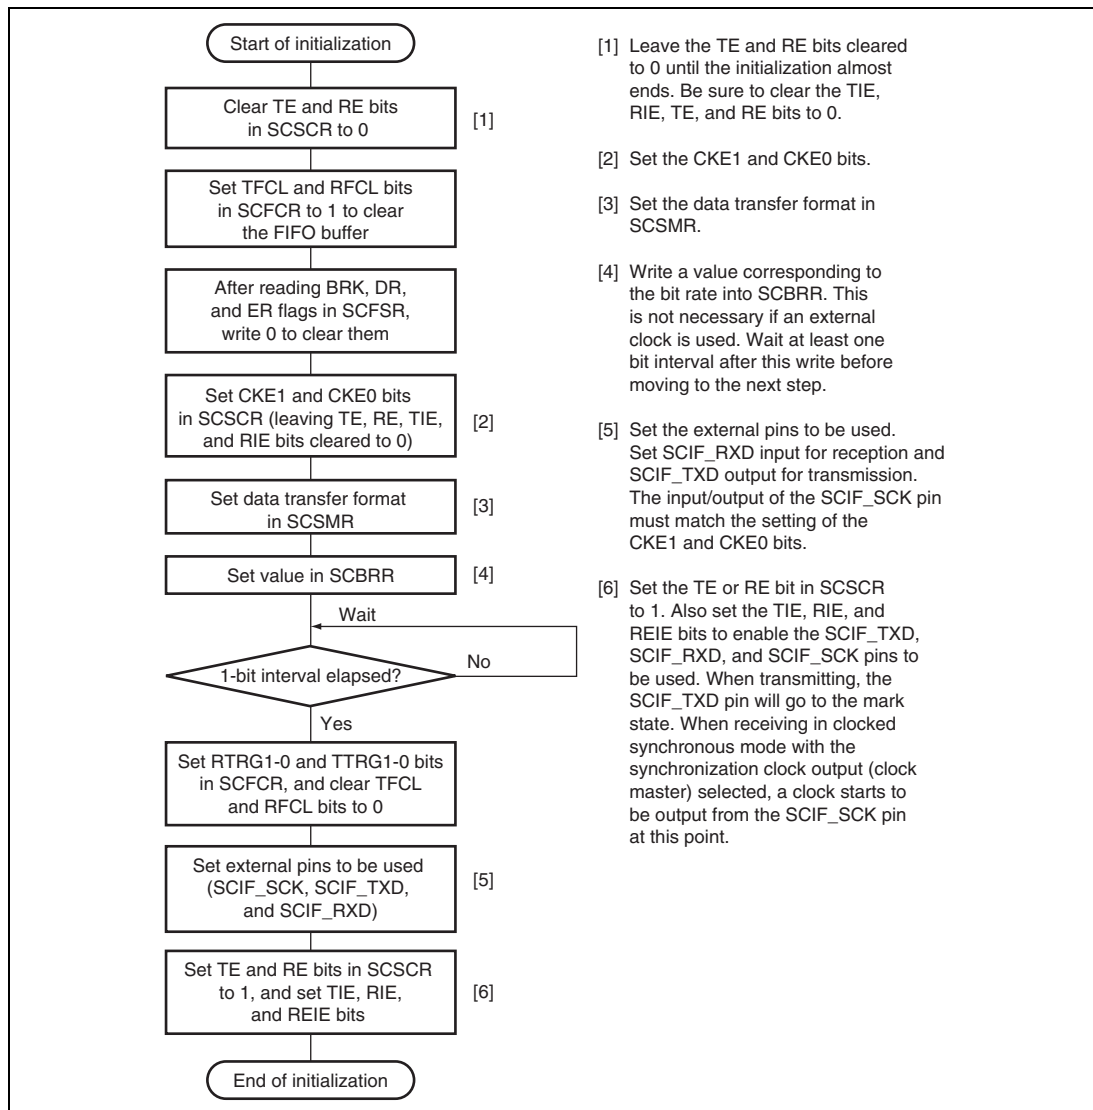 Start of initialization
Clear TE and RE bits
in SCSCR to 0
[1]
Set TFCL and RFCL bits
in SCFCR to 1 to clear
the FIFO buffer
After reading BRK, DR,
and ER flags in SCFSR,
write 0 to clear them
Set CKE1 and CKE0 bits
in SCSCR (leaving TE, RE, TIE,
and RIE bits cleared to 0)
[2]
Set data transfer format
in SCSMR
[3]
Set value in SCBRR
[4]
Wait
1-bit interval elapsed?
No
Yes
Set RTRG1-0 and TTRG1-0 bits
in SCFCR, and clear TFCL
and RFCL bits to 0
Set external pins to be used
(SCIF_SCK, SCIF_TXD,
and SCIF_RXD)
[5]
Set TE and RE bits in SCSCR
to 1, and set TIE, RIE,
and REIE bits
[6]
End of initialization
[1] Leave the TE and RE bits cleared
to 0 until the initialization almost
ends. Be sure to clear the TIE,
RIE, TE, and RE bits to 0.
[2] Set the CKE1 and CKE0 bits.
[3] Set the data transfer format in
SCSMR.
[4] Write a value corresponding to
the bit rate into SCBRR. This
is not necessary if an external
clock is used. Wait at least one
bit interval after this write before
moving to the next step.
[5] Set the external pins to be used.
Set SCIF_RXD input for reception and
SCIF_TXD output for transmission.
The input/output of the SCIF_SCK pin
must match the setting of the
CKE1 and CKE0 bits.
[6] Set the TE or RE bit in SCSCR
to 1. Also set the TIE, RIE, and
REIE bits to enable the SCIF_TXD,
SCIF_RXD, and SCIF_SCK pins to
be used. When transmitting, the
SCIF_TXD pin will go to the mark
state. When receiving in clocked
synchronous mode with the
synchronization clock output (clock
master) selected, a clock starts to
be output from the SCIF_SCK pin
at this point.